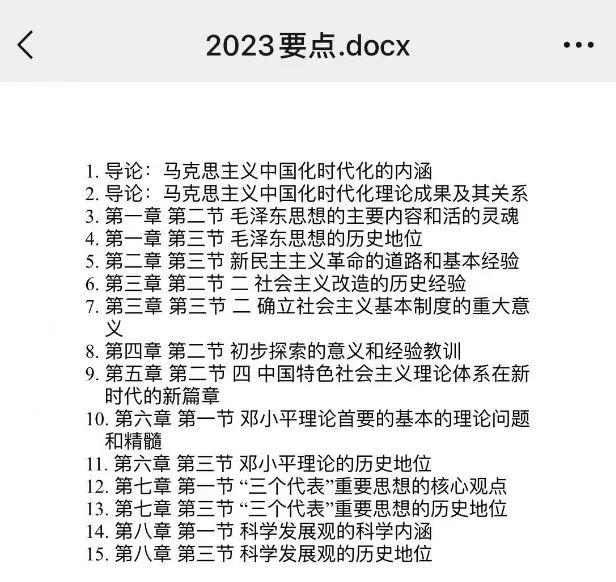 2023要点.docx
1. 导论：马克思主义中国化时代化的内涵
2. 导论：马克思主义中国化时代化理论成果及其关系
3. 第一章 第二节 毛泽东思想的主要内容和活的灵魂
4. 第一章 第三节 毛泽东思想的历史地位
5. 第二章 第三节 新民主主义革命的道路和基本经验
6. 第三章 第二节 二 社会主义改造的历史经验
7. 第三章 第三节 二 确立社会主义基本制度的重大意
义
8. 第四章 第二节 初步探索的意义和经验教训
9. 第五章 第二节 四 中国特色社会主义理论体系在新
时代的新篇章
10. 第六章 第一节 邓小平理论首要的基本的理论问题
和精髓
11. 第六章 第三节 邓小平理论的历史地位
12. 第七章 第一节 “三个代表”重要思想的核心观点
13. 第七章 第三节 “三个代表”重要思想的历史地位
14. 第八章 第一节 科学发展观的科学内涵
15. 第八章 第三节 科学发展观的历史地位